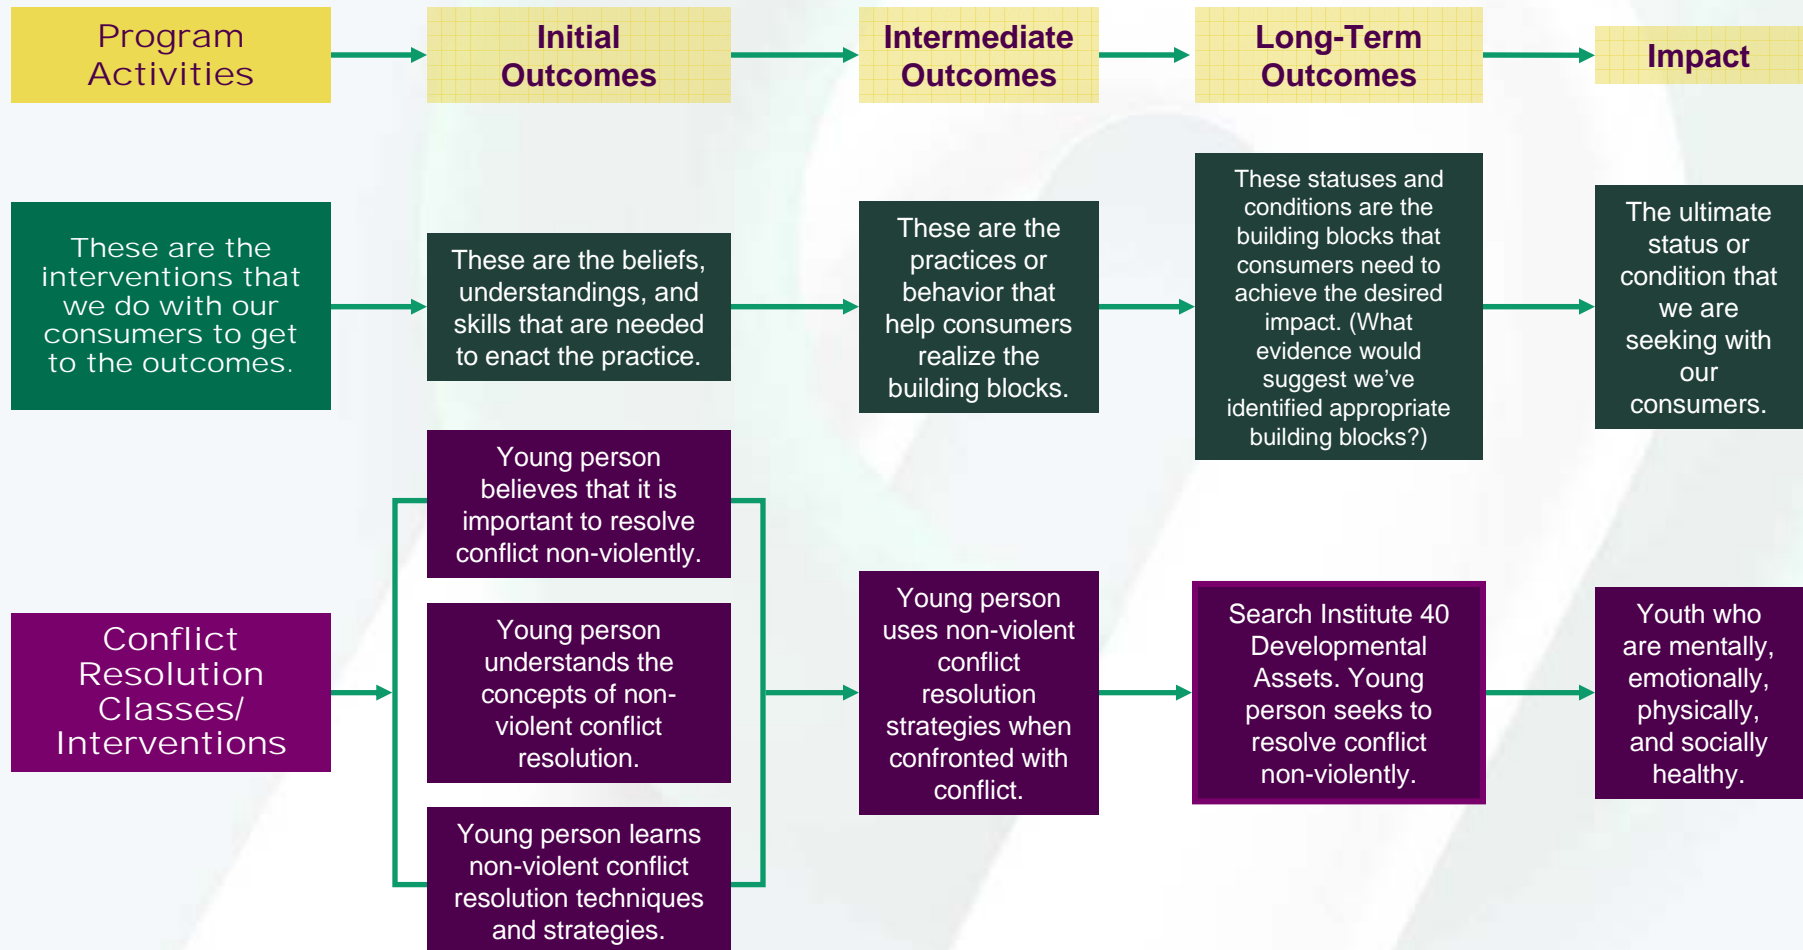 Program
Activities
Initial
Outcomes
Intermediate
Outcomes
Long-Term
Outcomes
Impact
These are the
interventions that
we do with our
consumers to get
to the outcomes.
These are the beliefs,
understandings, and
skills that are needed
to enact the practice.
These are the
practices or
behavior that
help consumers
realize the
building blocks.
These statuses and
conditions are the
building blocks that
consumers need to
achieve the desired
impact. (What
evidence would
suggest we’ve
identified appropriate
building blocks?)
The ultimate
status or
condition that
we are
seeking with
our
consumers.
Conflict
Resolution
Classes/
Interventions
Young person
believes that it is
important to resolve
conflict non-violently.
Young person
understands the
concepts of non-
violent conflict
resolution.
Young person learns
non-violent conflict
resolution techniques
and strategies.
Young person
uses non-violent
conflict
resolution
strategies when
confronted with
conflict.
Search Institute 40
Developmental
Assets. Young
person seeks to
resolve conflict
non-violently.
Youth who
are mentally,
emotionally,
physically,
and socially
healthy.